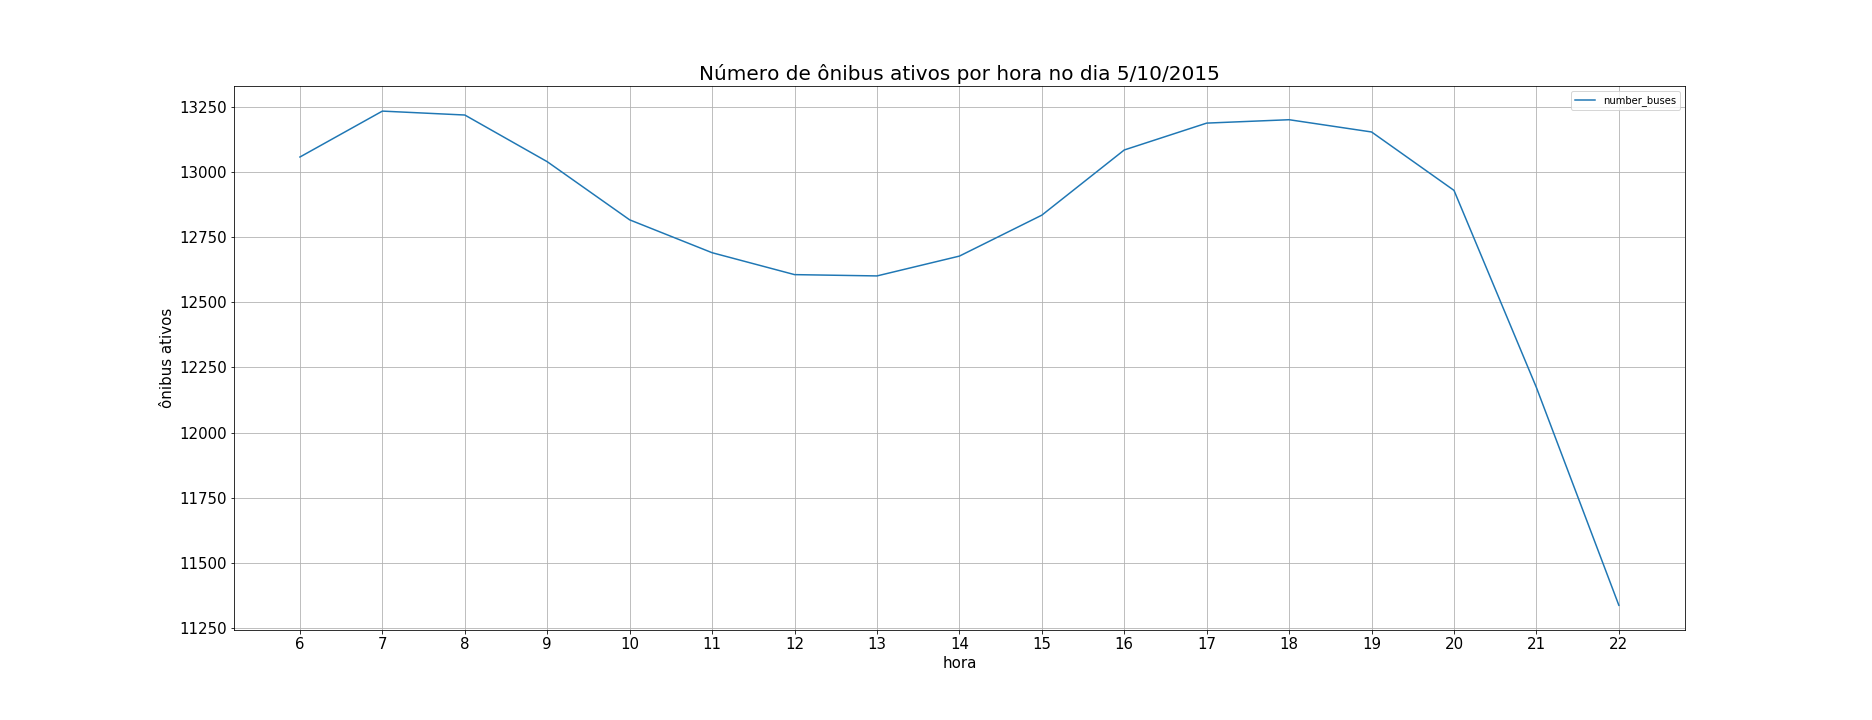 Número de ônibus ativos por hora no dia 5/10/2015
number_buses
13250
13000
12750
12500
12250
12000
11750
11500
11250
ônibus ativos
6 7 8 9 10 11 12 13 14 15 16 17 18 19 20 21 22
hora